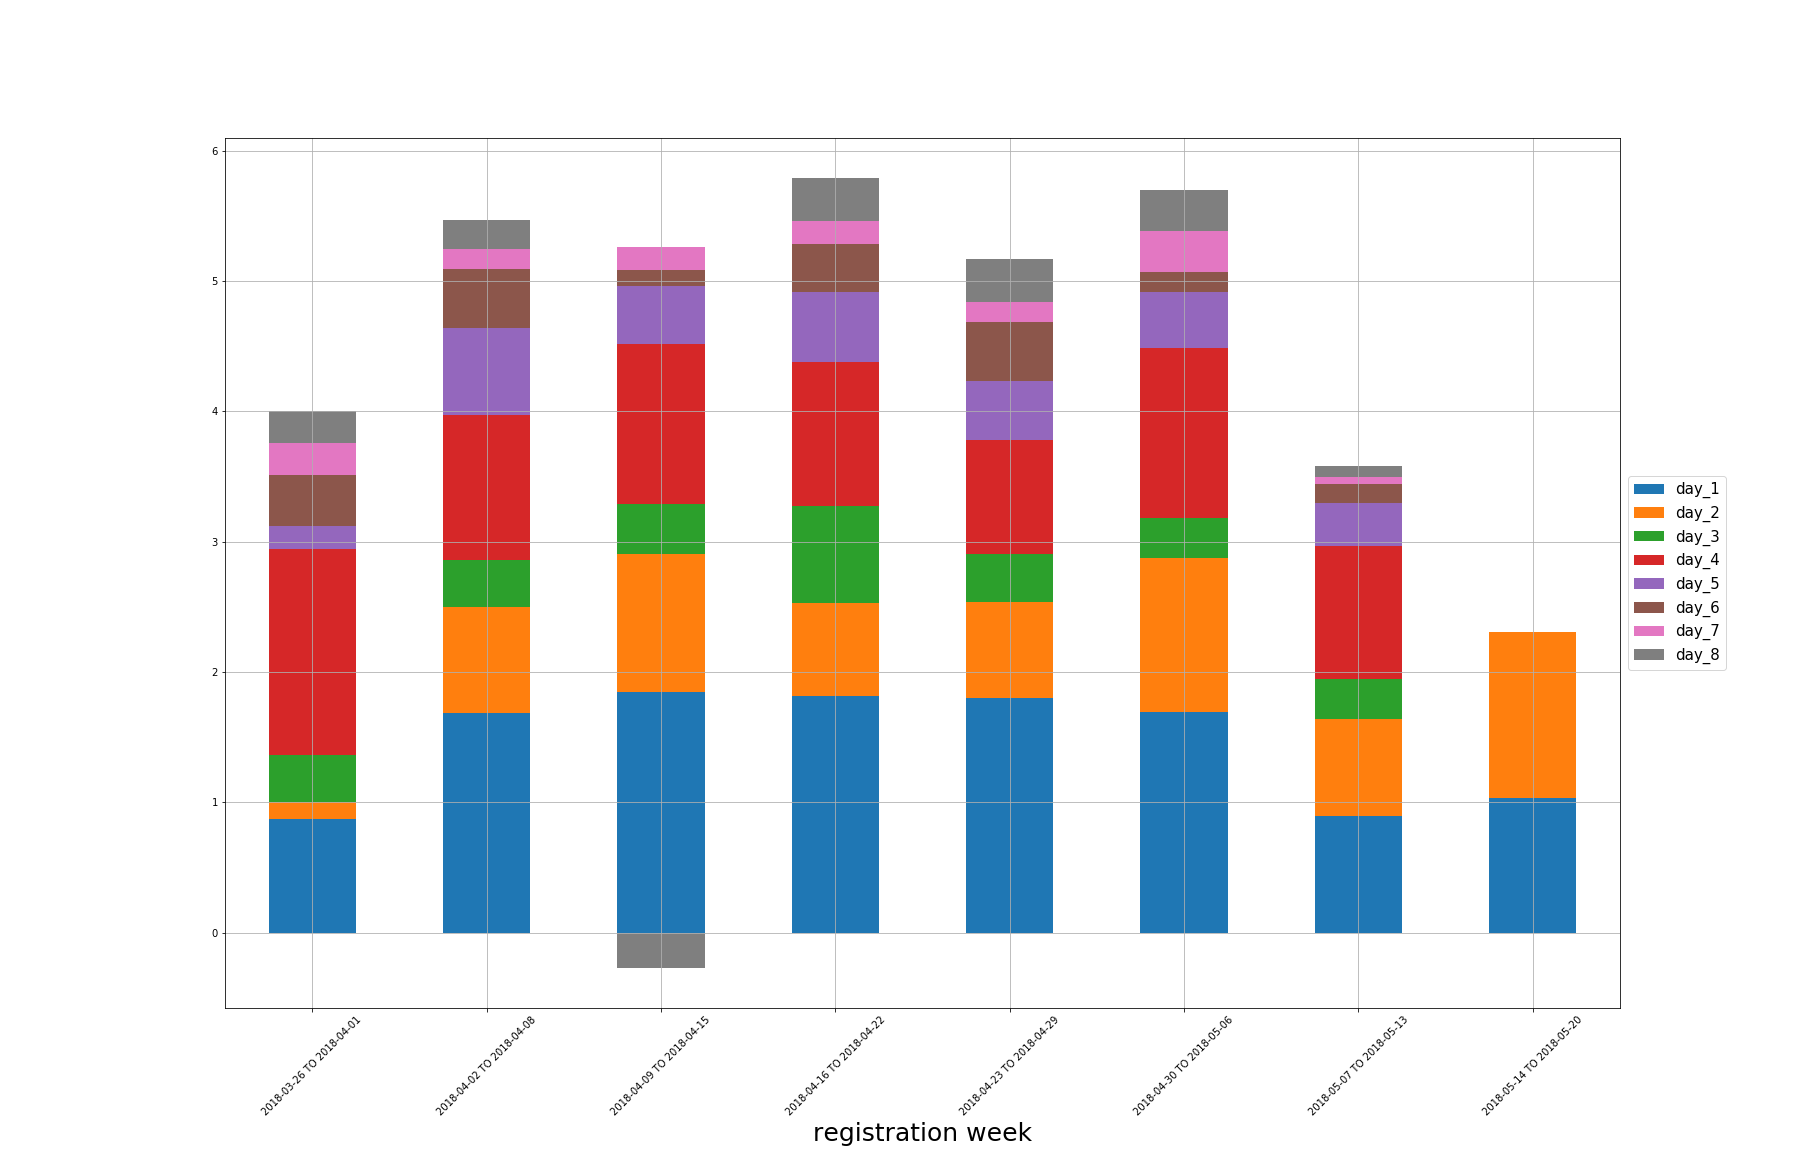 6
5
4
3
2
1
0
day_1
day_2
day_3
day_4
day_5
day_6
day_7
day_8
2018-03-26 TO 2018-04-01
2018-04-02 TO 2018-04-08
2018-04-09 TO 2018-04-15
2018-04-16 TO 2018-04-22
2018-04-23 TO 2018-04-29
2018-04-30 TO 2018-05-06
2018-05-07 TO 2018-05-13
2018-05-14 TO 2018-05-20
registration week